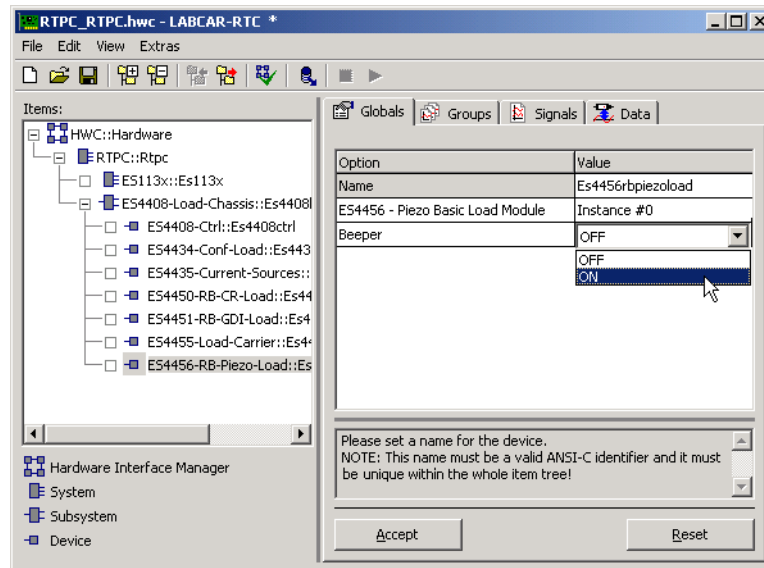 RTPC_RTPC.hwc - LABCAR-RTC *
File Edit View Extras
Items:
HWC::Hardware
RTPC::Rtpc
ES113x::Es113x
ES4408-Load-Chassis::Es4408l
ES4408-Ctrl::Es4408ctrl
ES4434-Conf-Load::Es443
ES4435-Current-Sources::
ES4450-RB-CR-Load::Es44
ES4451-RB-GDI-Load::Es4
ES4455-Load-Carrier::Es44
ES4456-RB-Piezo-Load::Es
Hardware Interface Manager
System
Subsystem
Device
Globals Groups Signals Data
Option Value
Name Es4456rbpiezoload
ES4456 - Piezo Basic Load Module Instance #0
Beeper OFF
OFF
ON
Please set a name for the device.
NOTE: This name must be a valid ANSI-C identifier and it must
be unique within the whole item tree!
Accept Reset